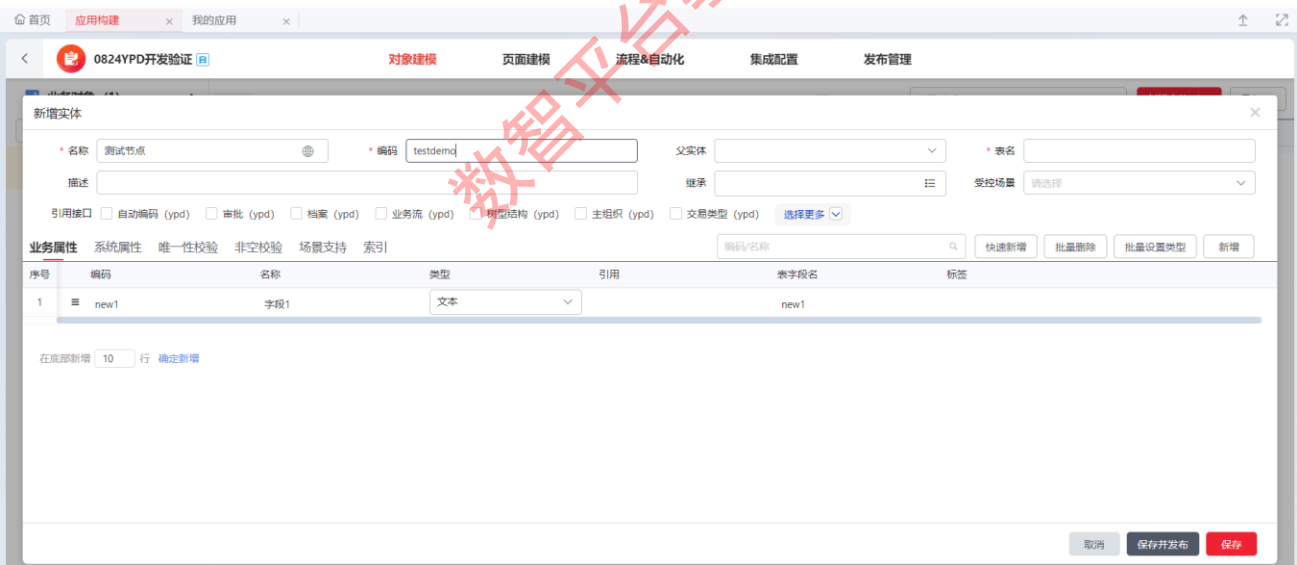 首页 应用构建 × 我的应用 ×
0824YPD开发验证 自 对象建模 页面建模 流程&自动化 集成配置 发布管理
业务对象 (1)
新增实体
* 名称 测试节点 * 编码 testdemo 父实体 * 表名
描述 继承 受控场景 请选择
引用接口 自动编码 (ypd) 审批 (ypd) 档案 (ypd) 业务流 (ypd) 树型结构 (ypd) 主组织 (ypd) 交易类型 (ypd) 选择更多
业务属性 系统属性 唯一性校验 非空校验 场景支持 索引 编码/名称 快速新增 批量删除 批量设置类型 新增
序号 编码 名称 类型 引用 表字段名 标签
1 new1 字段1 文本 new1
在底部新增 10 行 确定新增
取消 保存并发布 保存
数智平台